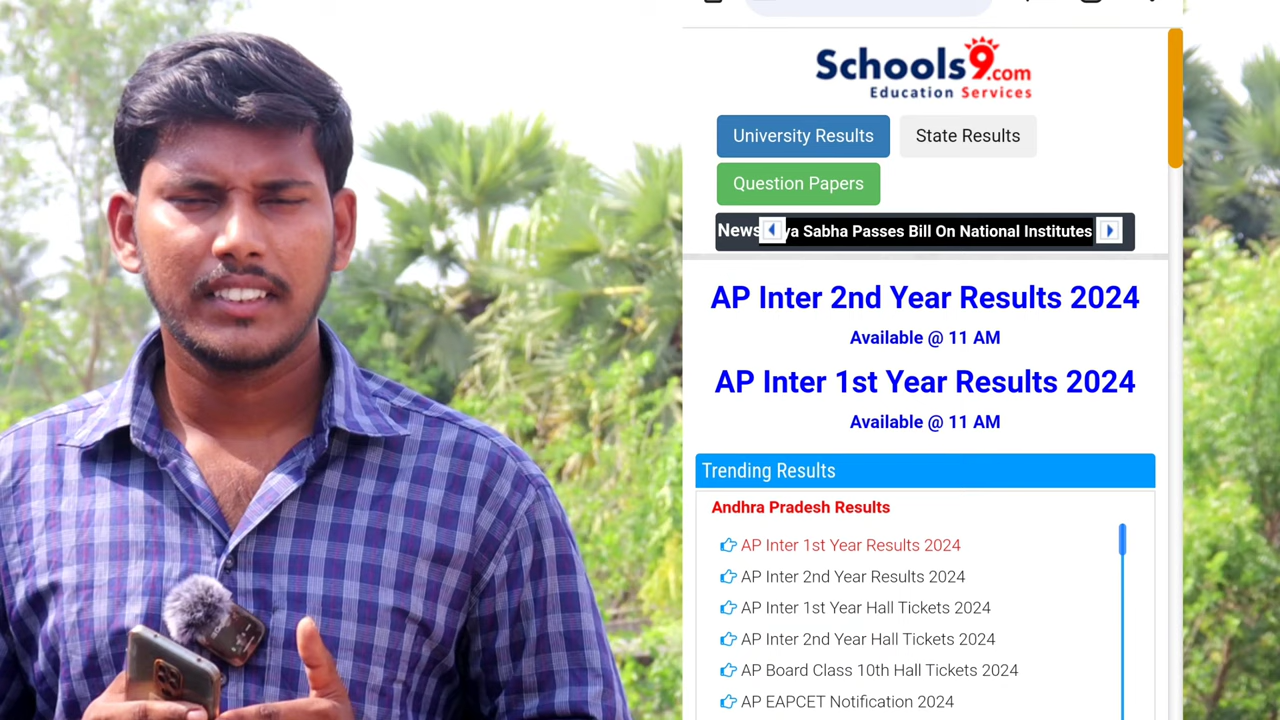 Schools9.com
Education Services
University Results
State Results
Question Papers
News
ya Sabha Passes Bill On National Institutes
AP Inter 2nd Year Results 2024
Available @ 11 AM
AP Inter 1st Year Results 2024
Available @ 11 AM
Trending Results
Andhra Pradesh Results
AP Inter 1st Year Results 2024
AP Inter 2nd Year Results 2024
AP Inter 1st Year Hall Tickets 2024
AP Inter 2nd Year Hall Tickets 2024
AP Board Class 10th Hall Tickets 2024
AP EAPCET Notification 2024